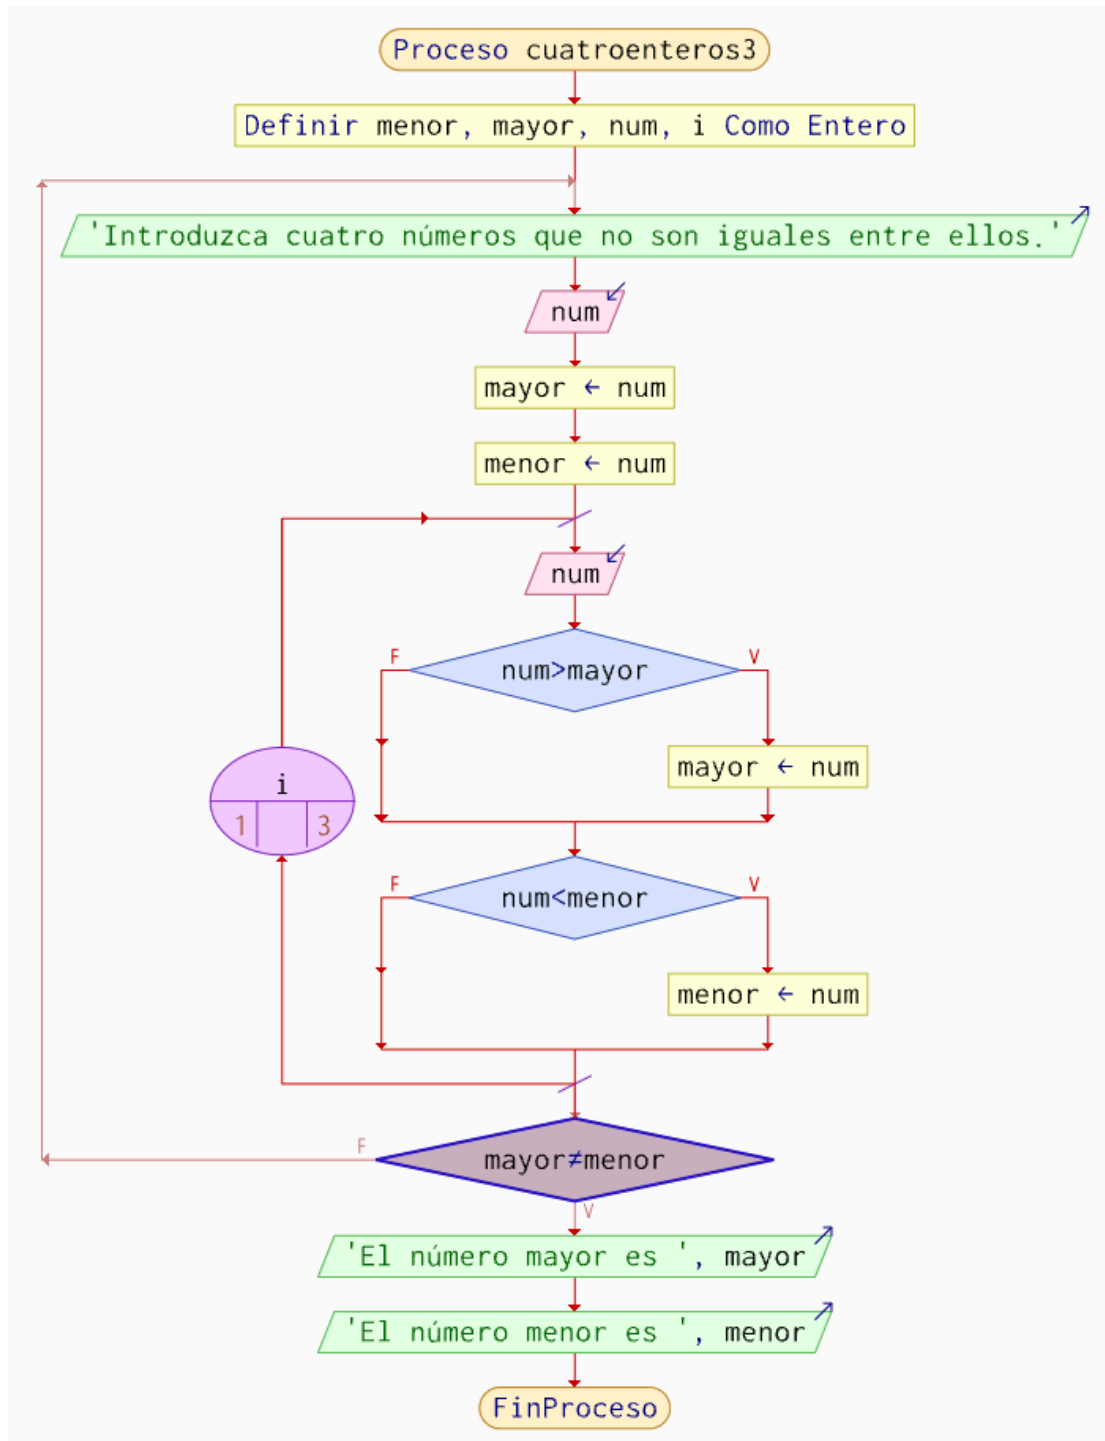 Proceso cuatroenteros3
Definir menor, mayor, num, i Como Entero
'Introduzca cuatro números que no son iguales entre ellos.'
num
mayor ← num
menor ← num
num
F
num>mayor
V
mayor ← num
i
1
3
F
num<menor
V
menor ← num
F
mayor≠menor
V
'El número mayor es ', mayor
'El número menor es ', menor
FinProceso